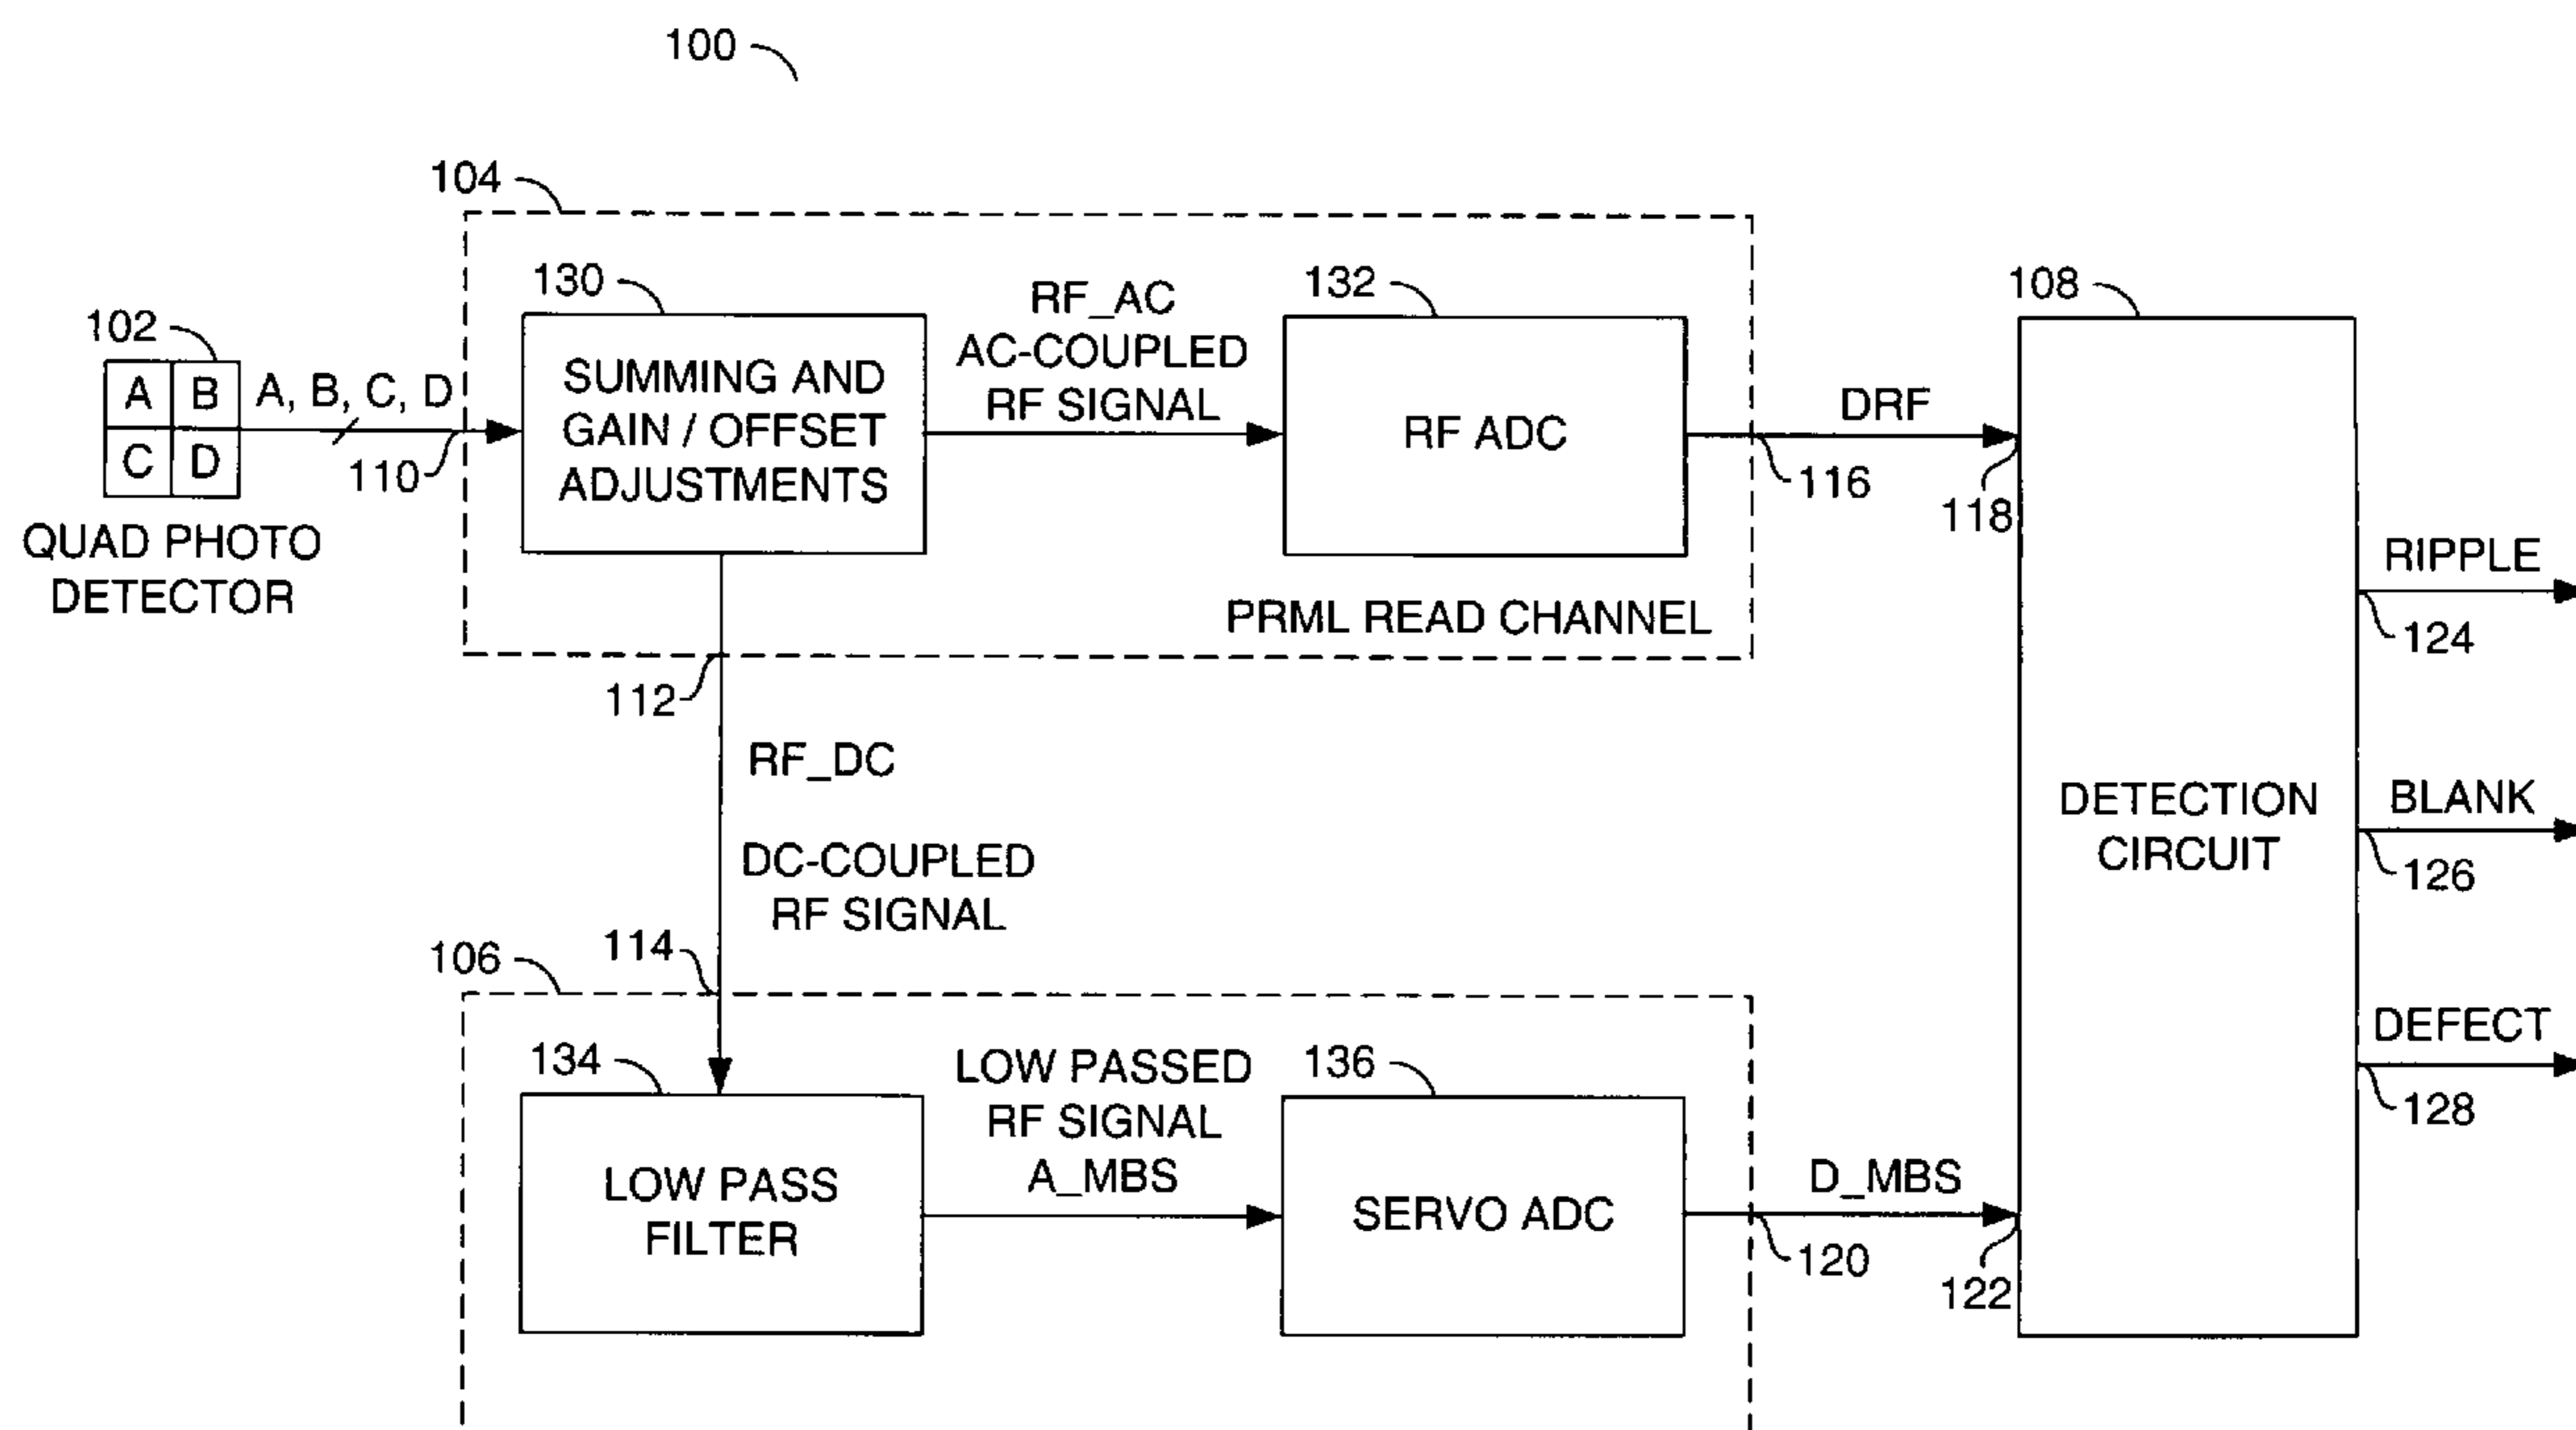 100
104
130
RF_AC
AC-COUPLED
RF SIGNAL
132
108
102
A B
C D
A, B, C, D
110
QUAD PHOTO
DETECTOR
SUMMING AND
GAIN / OFFSET
ADJUSTMENTS
RF ADC
DRF
116
118
PRML READ CHANNEL
112
RF_DC
DC-COUPLED
RF SIGNAL
114
106
134
LOW PASSED
RF SIGNAL
A_MBS
136
LOW PASS
FILTER
SERVO ADC
D_MBS
120
122
DETECTION
CIRCUIT
RIPPLE
124
BLANK
126
DEFECT
128